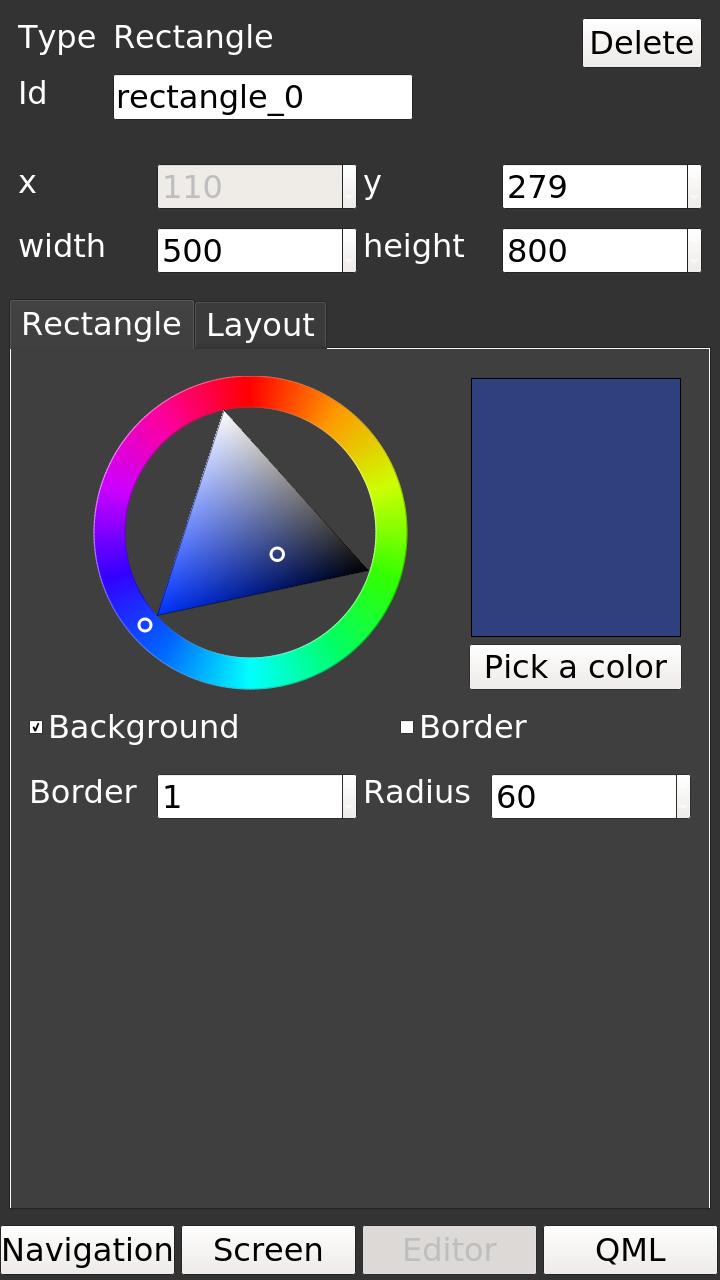 Type Rectangle Delete
Id rectangle_0
x 110 y 279
width 500 height 800
Rectangle Layout
Pick a color
Background Border
Border 1 Radius 60
Navigation Screen Editor QML